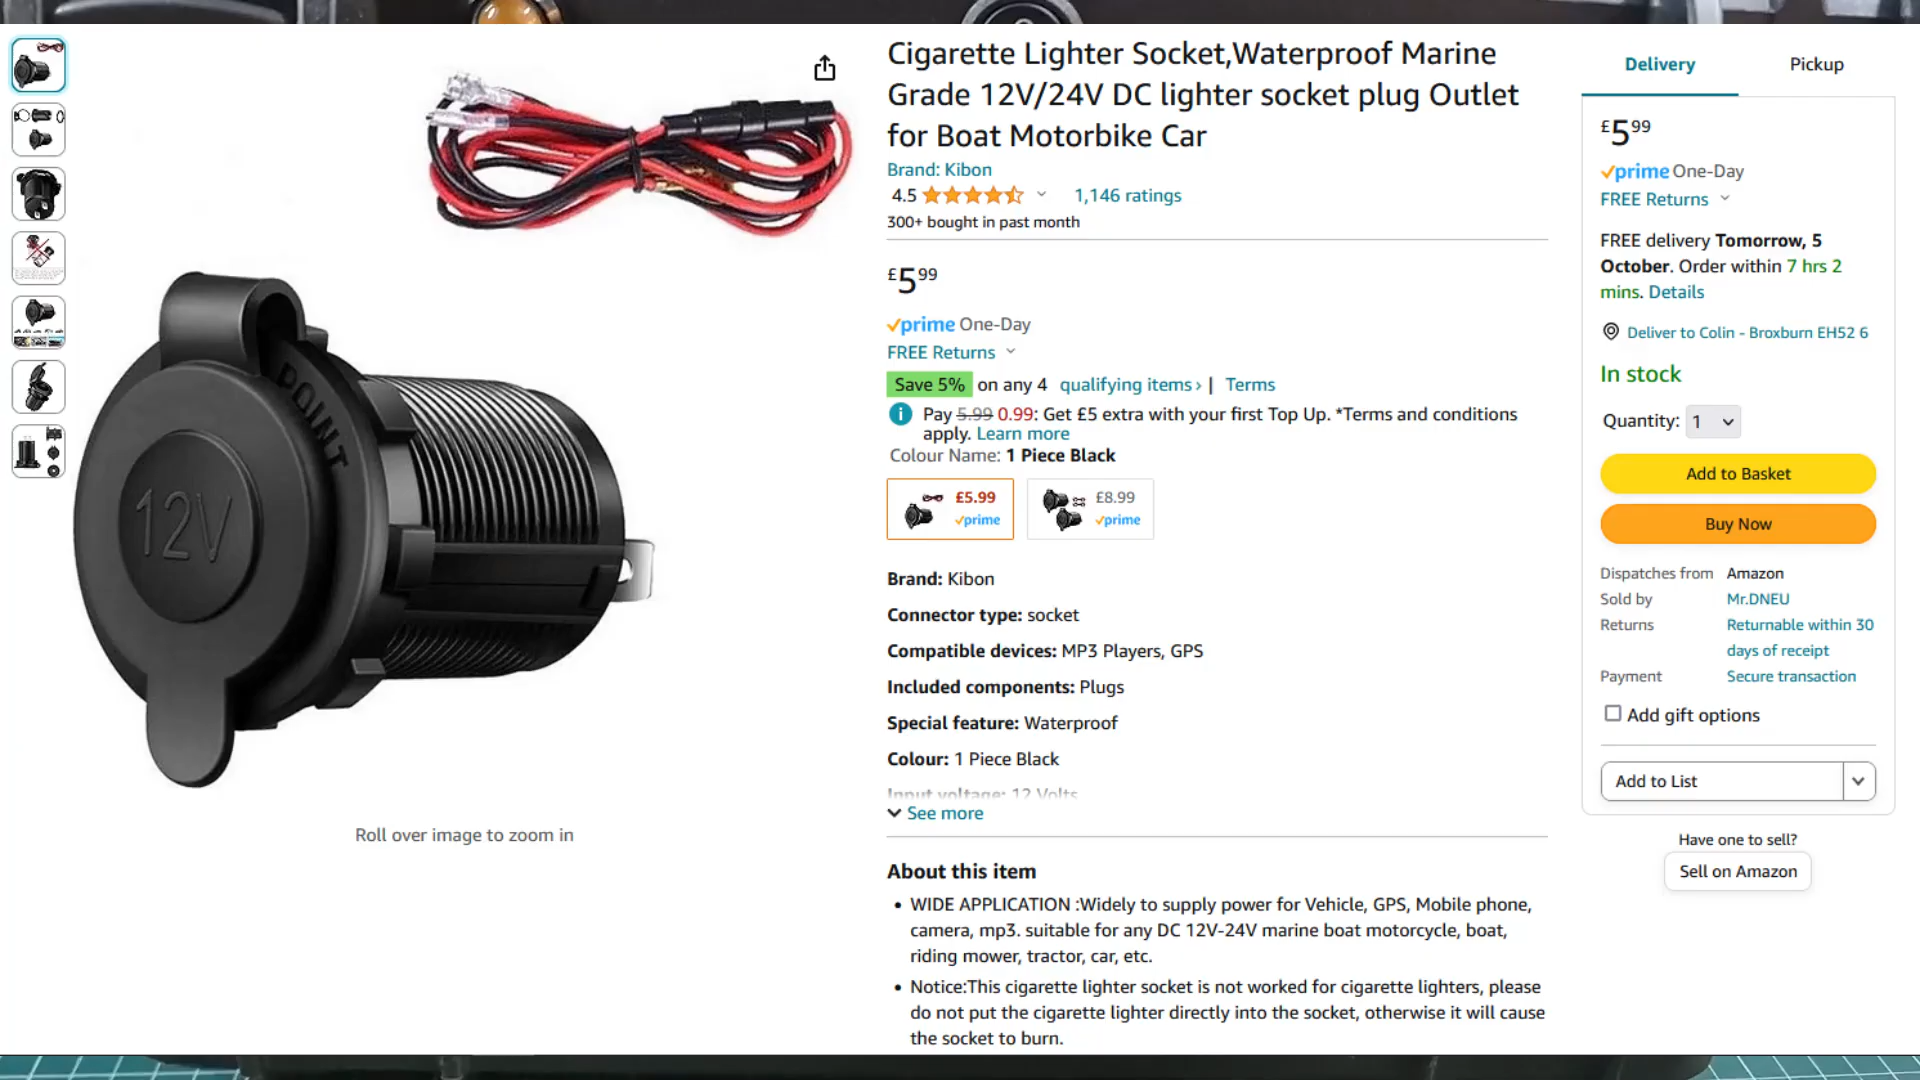 POINT
12V
Roll over image to zoom in
Cigarette Lighter Socket,Waterproof Marine
Grade 12V/24V DC lighter socket plug Outlet
for Boat Motorbike Car
Brand: Kibon
4.5 1,146 ratings
300+ bought in past month
£5.99
prime One-Day
FREE Returns
Save 5% on any 4 qualifying items | Terms
Pay 5.99 0.99: Get £5 extra with your first Top Up. *Terms and conditions
apply. Learn more
Colour Name: 1 Piece Black
£5.99
prime
£8.99
prime
Brand: Kibon
Connector type: socket
Compatible devices: MP3 Players, GPS
Included components: Plugs
Special feature: Waterproof
Colour: 1 Piece Black
Input voltage: 12 Volts
See more
About this item
• WIDE APPLICATION :Widely to supply power for Vehicle, GPS, Mobile phone,
camera, mp3. suitable for any DC 12V-24V marine boat motorcycle, boat,
riding mower, tractor, car, etc.
• Notice:This cigarette lighter socket is not worked for cigarette lighters, please
do not put the cigarette lighter directly into the socket, otherwise it will cause
the socket to burn.
Delivery
Pickup
£5.99
prime One-Day
FREE Returns
FREE delivery Tomorrow, 5
October. Order within 7 hrs 2
mins. Details
Deliver to Colin - Broxburn EH52 6
In stock
Quantity: 1
Add to Basket
Buy Now
Dispatches from Amazon
Sold by Mr.DNEU
Returns Returnable within 30
days of receipt
Payment Secure transaction
Add gift options
Add to List
Have one to sell?
Sell on Amazon